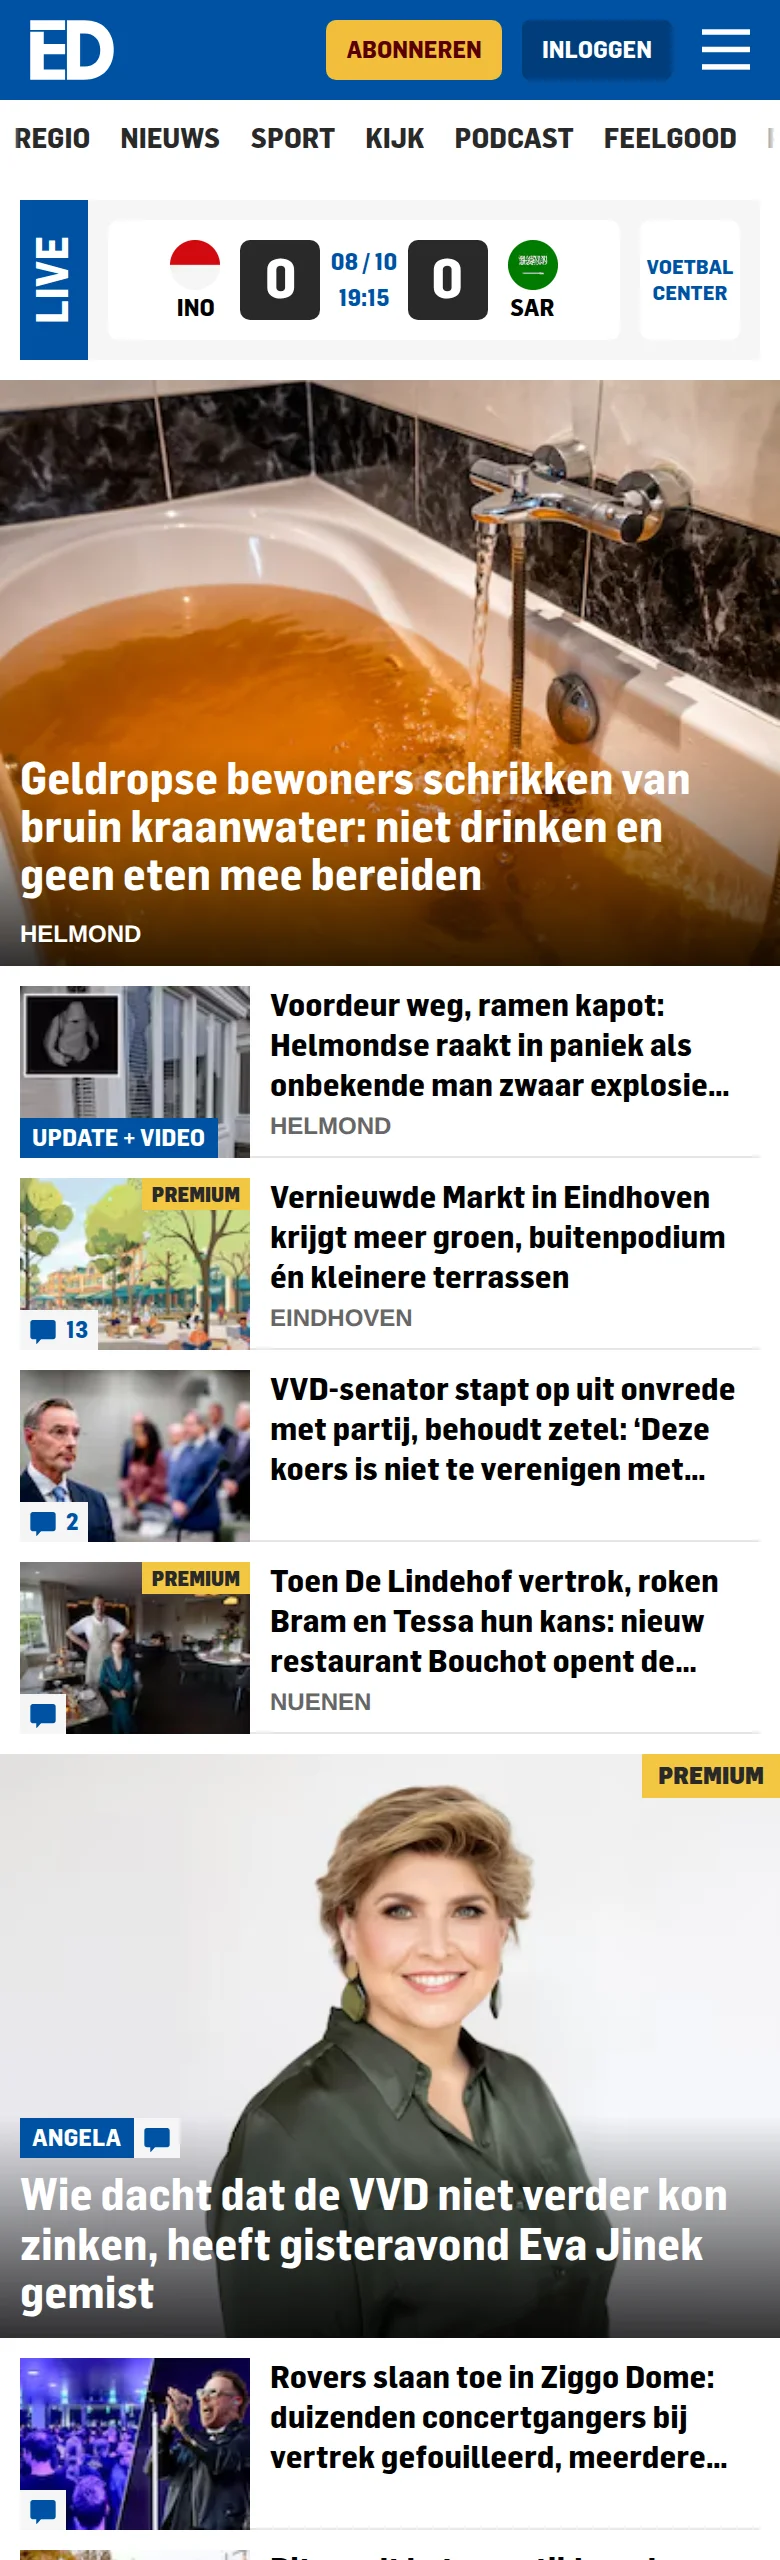 ED
ABONNEREN
INLOGGEN
REGIO NIEUWS SPORT KIJK PODCAST FEELGOOD
LIVE
INO
0
08 / 10
19:15
0
SAR
VOETBAL
CENTER
Geldropse bewoners schrikken van
bruin kraanwater: niet drinken en
geen eten mee bereiden
HELMOND
UPDATE + VIDEO
Voordeur weg, ramen kapot:
Helmondse raakt in paniek als
onbekende man zwaar explosie...
HELMOND
PREMIUM
13
Vernieuwde Markt in Eindhoven
krijgt meer groen, buitenpodium
én kleinere terrassen
EINDHOVEN
2
VVD-senator stapt op uit onvrede
met partij, behoudt zetel: ‘Deze
koers is niet te verenigen met...
PREMIUM
Toen De Lindehof vertrok, roken
Bram en Tessa hun kans: nieuw
restaurant Bouchot opent de...
NUENEN
PREMIUM
ANGELA
Wie dacht dat de VVD niet verder kon
zinken, heeft gisteravond Eva Jinek
gemist
Rovers slaan toe in Ziggo Dome:
duizenden concertgangers bij
vertrek gefouilleerd, meerdere...